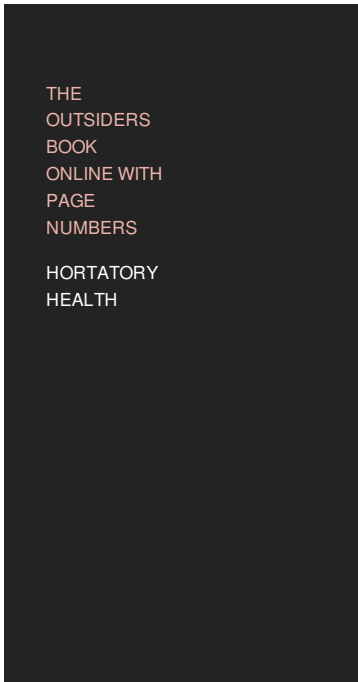 THE
OUTSIDERS
BOOK
ONLINE WITH
PAGE
NUMBERS
HORTATORY
HEALTH